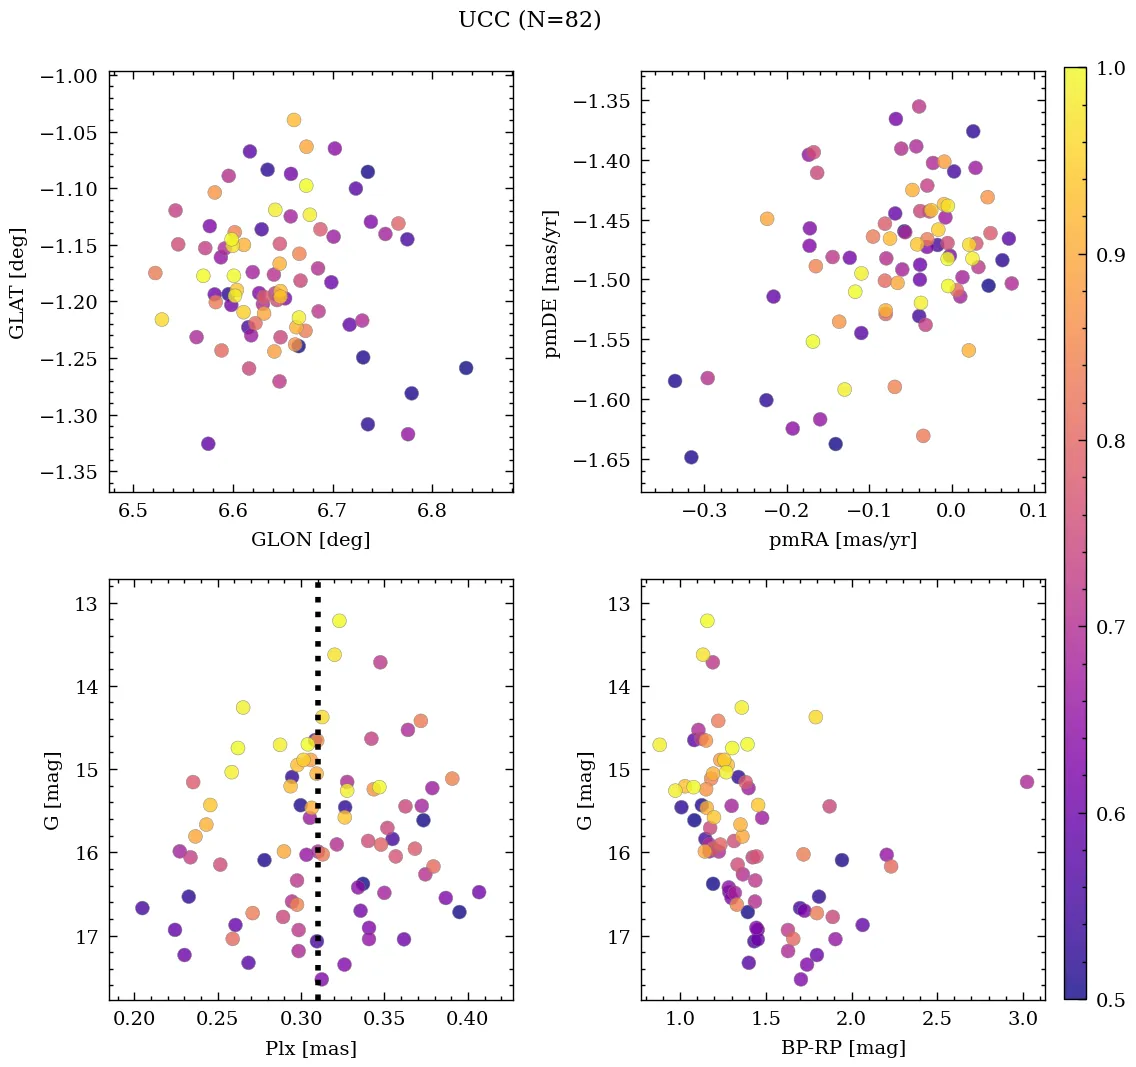 UCC (N=82)
−1.00
−1.05
−1.10
−1.15
−1.20
−1.25
−1.30
−1.35
GLAT [deg]
6.5 6.6 6.7 6.8
GLON [deg]
−1.35
−1.40
−1.45
−1.50
−1.55
−1.60
−1.65
pmDE [mas/yr]
−0.3 −0.2 −0.1 0.0 0.1
pmRA [mas/yr]
13
14
15
16
17
G [mag]
0.20 0.25 0.30 0.35 0.40
Plx [mas]
13
14
15
16
17
G [mag]
1.0 1.5 2.0 2.5 3.0
BP-RP [mag]
1.0
0.9
0.8
0.7
0.6
0.5